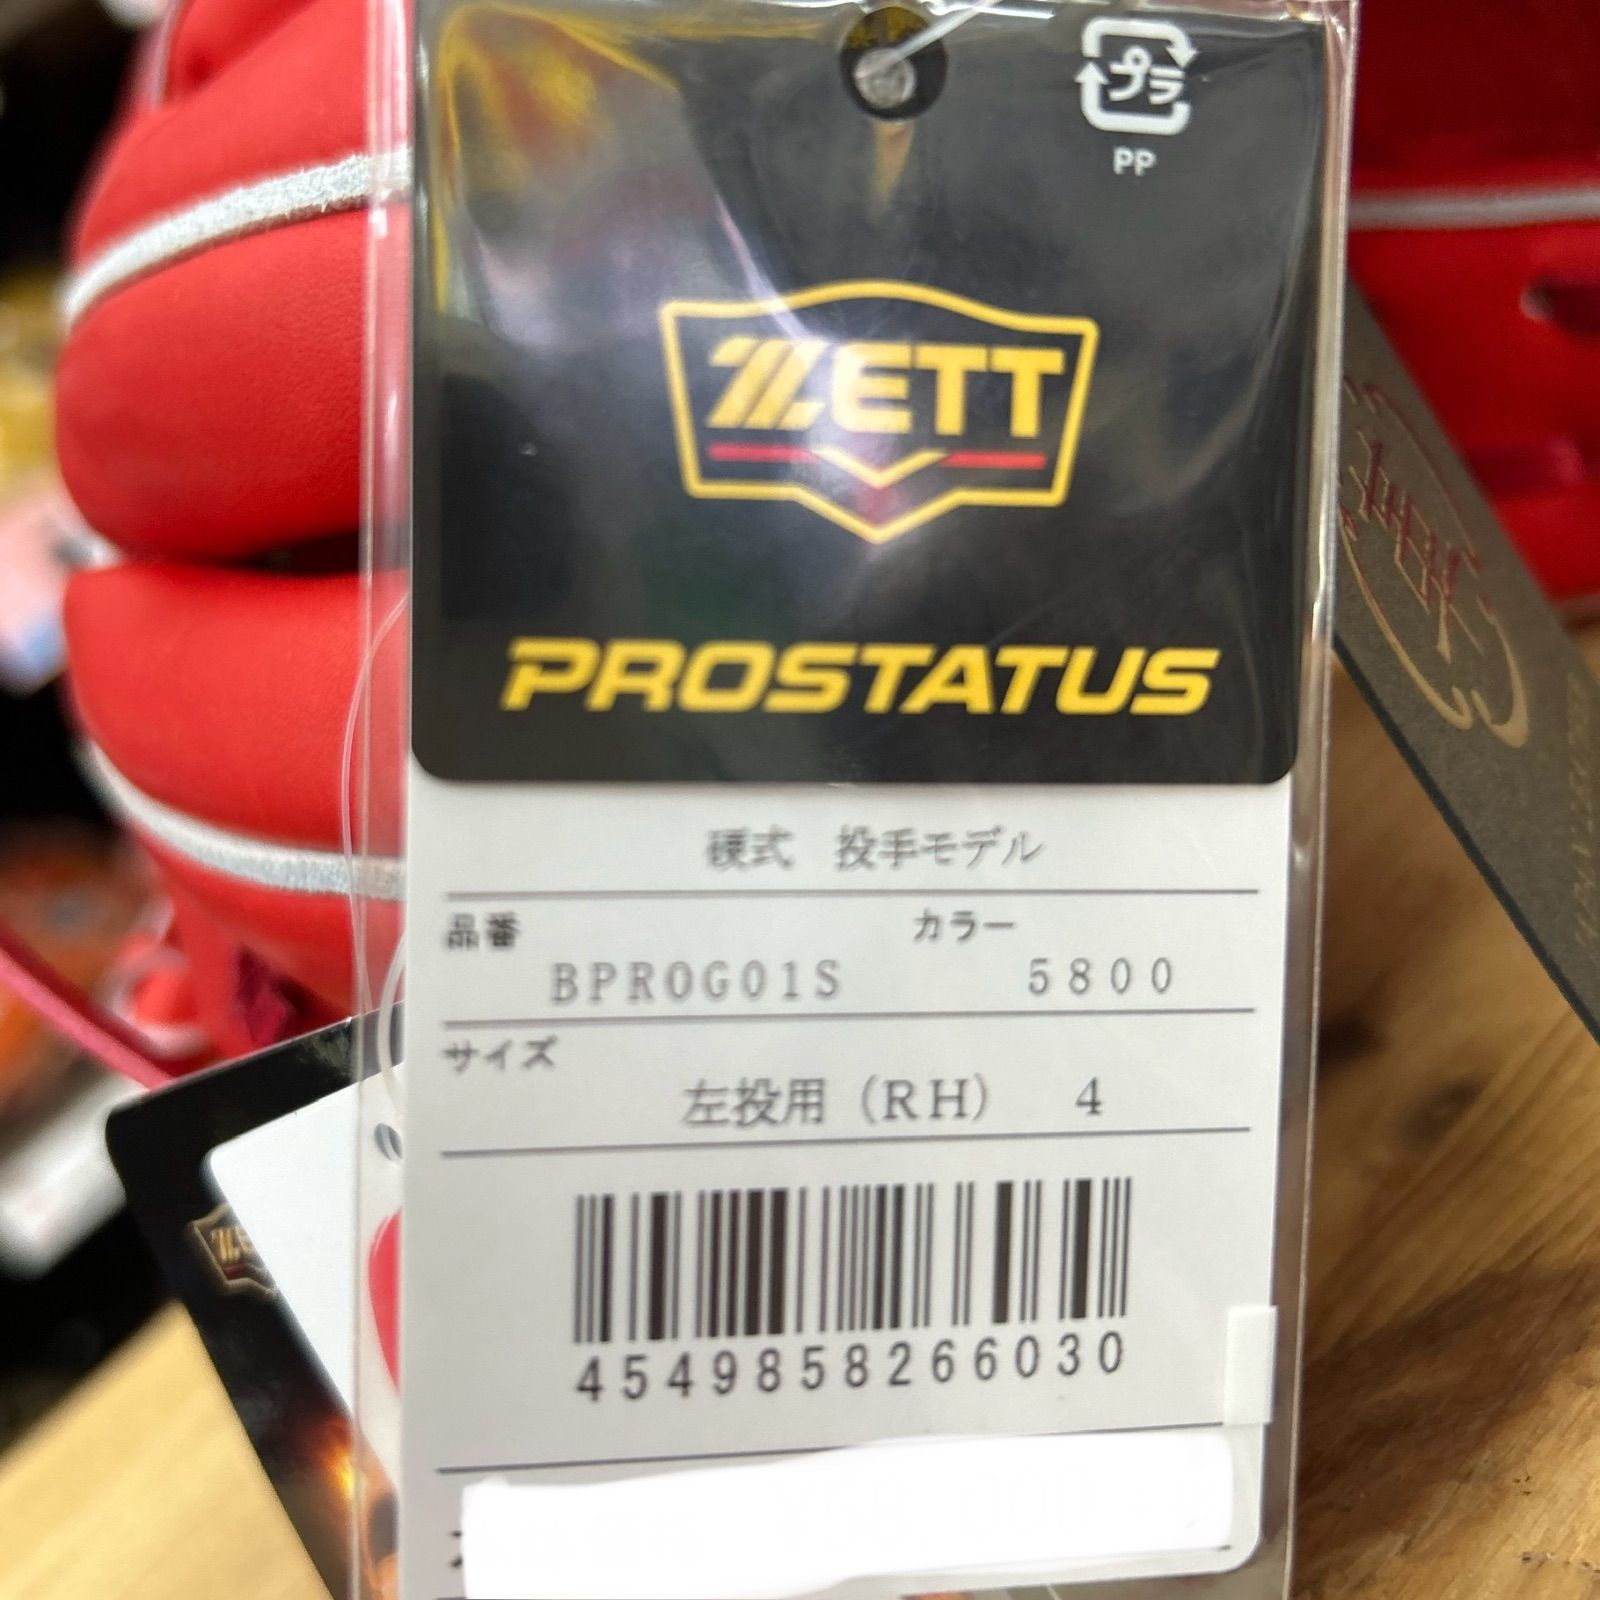 プラ
PP
ZETT
PROSTATUS
硬式 投手モデル
品番 カラー
BPROG01S 5800
サイズ
左投用（RH） 4
4549858266030